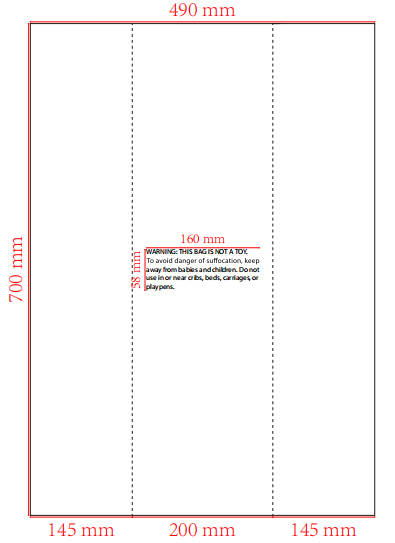 490 mm
160 mm
WARNING: THIS BAG IS NOT A TOY.
To avoid danger of suffocation, keep
away from babies and children. Do not
use in or near cribs, beds, carriages, or
playpens.
58 mm
700 mm
145 mm 200 mm 145 mm